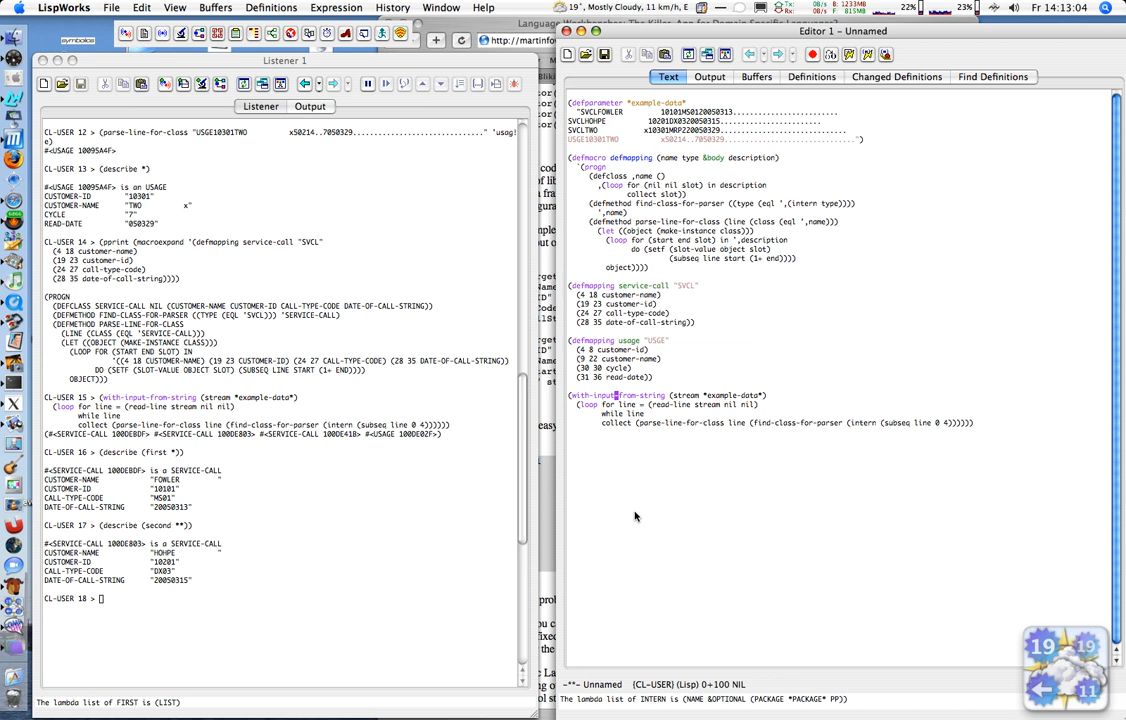 LispWorks File Edit View Buffers Definitions Expression History Window Help
19°, Mostly Cloudy, 11 km/h, E
Tx: 0B/s B: 1233MB 22%
Rx: 0B/s F: 815MB 23%
Fr 14:13:04
symbolics
http://martinfow
Listener 1
Listener Output
CL-USER 12 > (parse-line-for-class "USGE10301TWO x50214..7050329..............................." 'usag!
e)
#<USAGE 10095A4F>
CL-USER 13 > (describe *)
#<USAGE 10095A4F> is an USAGE
CUSTOMER-ID "10301"
CUSTOMER-NAME "TWO x"
CYCLE "7"
READ-DATE "050329"
CL-USER 14 > (pprint (macroexpand '(defmapping service-call "SVCL"
(4 18 customer-name)
(19 23 customer-id)
(24 27 call-type-code)
(28 35 date-of-call-string))))
(PROGN
(DEFCLASS SERVICE-CALL NIL (CUSTOMER-NAME CUSTOMER-ID CALL-TYPE-CODE DATE-OF-CALL-STRING))
(DEFMETHOD FIND-CLASS-FOR-PARSER ((TYPE (EQL 'SVCL))) 'SERVICE-CALL)
(DEFMETHOD PARSE-LINE-FOR-CLASS
(LINE (CLASS (EQL 'SERVICE-CALL)))
(LET ((OBJECT (MAKE-INSTANCE CLASS)))
(LOOP FOR (START END SLOT) IN
'((4 18 CUSTOMER-NAME) (19 23 CUSTOMER-ID) (24 27 CALL-TYPE-CODE) (28 35 DATE-OF-CALL-STRING))
DO (SETF (SLOT-VALUE OBJECT SLOT) (SUBSEQ LINE START (1+ END))))
OBJECT)))
CL-USER 15 > (with-input-from-string (stream *example-data*)
(loop for line = (read-line stream nil nil)
while line
collect (parse-line-for-class line (find-class-for-parser (intern (subseq line 0 4))))))
(#<SERVICE-CALL 100DEBDF> #<SERVICE-CALL 100DE803> #<SERVICE-CALL 100DE41B> #<USAGE 100DE02F>)
CL-USER 16 > (describe (first *))
#<SERVICE-CALL 100DEBDF> is a SERVICE-CALL
CUSTOMER-NAME "FOWLER "
CUSTOMER-ID "10101"
CALL-TYPE-CODE "MS01"
DATE-OF-CALL-STRING "20050313"
CL-USER 17 > (describe (second **))
#<SERVICE-CALL 100DE803> is a SERVICE-CALL
CUSTOMER-NAME "HOHPE "
CUSTOMER-ID "10201"
CALL-TYPE-CODE "DX03"
DATE-OF-CALL-STRING "20050315"
CL-USER 18 >
The lambda list of FIRST is (LIST)
Editor 1 - Unnamed
Text Output Buffers Definitions Changed Definitions Find Definitions
(defparameter *example-data*
"SVCLFOWLER 10101MS0120050313.........................
SVCLHOHPE 10201DX0320050315........................
SVCLTWO x10301MRP220050329..............................
USGE10301TWO x50214..7050329...............................")
(defmacro defmapping (name type &body description)
`(progn
(defclass ,name ()
,(loop for (nil nil slot) in description
collect slot))
(defmethod find-class-for-parser ((type (eql ',(intern type))))
',name)
(defmethod parse-line-for-class (line (class (eql ',name)))
(let ((object (make-instance class)))
(loop for (start end slot) in ',description
do (setf (slot-value object slot)
(subseq line start (1+ end))))
object))))
(defmapping service-call "SVCL"
(4 18 customer-name)
(19 23 customer-id)
(24 27 call-type-code)
(28 35 date-of-call-string))
(defmapping usage "USGE"
(4 8 customer-id)
(9 22 customer-name)
(30 30 cycle)
(31 36 read-date))
(with-input-from-string (stream *example-data*)
(loop for line = (read-line stream nil nil)
while line
collect (parse-line-for-class line (find-class-for-parser (intern (subseq line 0 4))))))
-**- Unnamed {CL-USER} (Lisp) 0+100 NIL
The lambda list of INTERN is (NAME &OPTIONAL (PACKAGE *PACKAGE* PP))
19 19
11